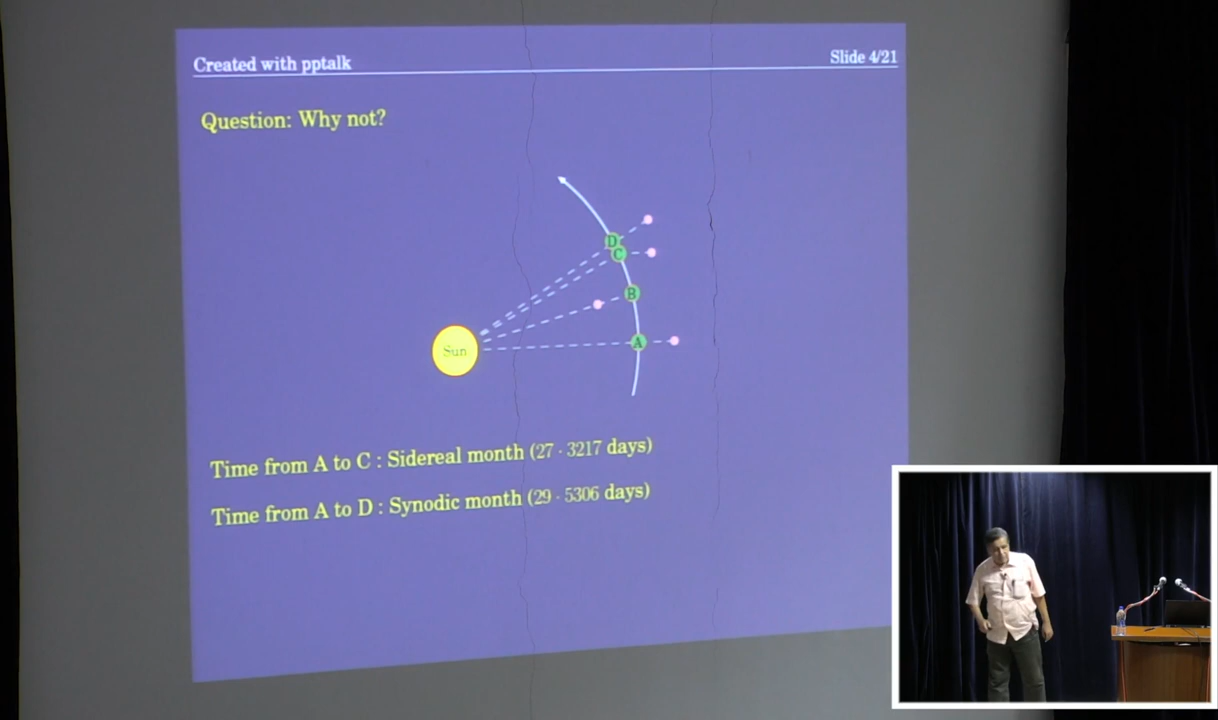 Created with pptalk
Slide 4/21
Question: Why not?
D
C
B
Sun
A
Time from A to C : Sidereal month (27 · 3217 days)
Time from A to D : Synodic month (29 · 5306 days)